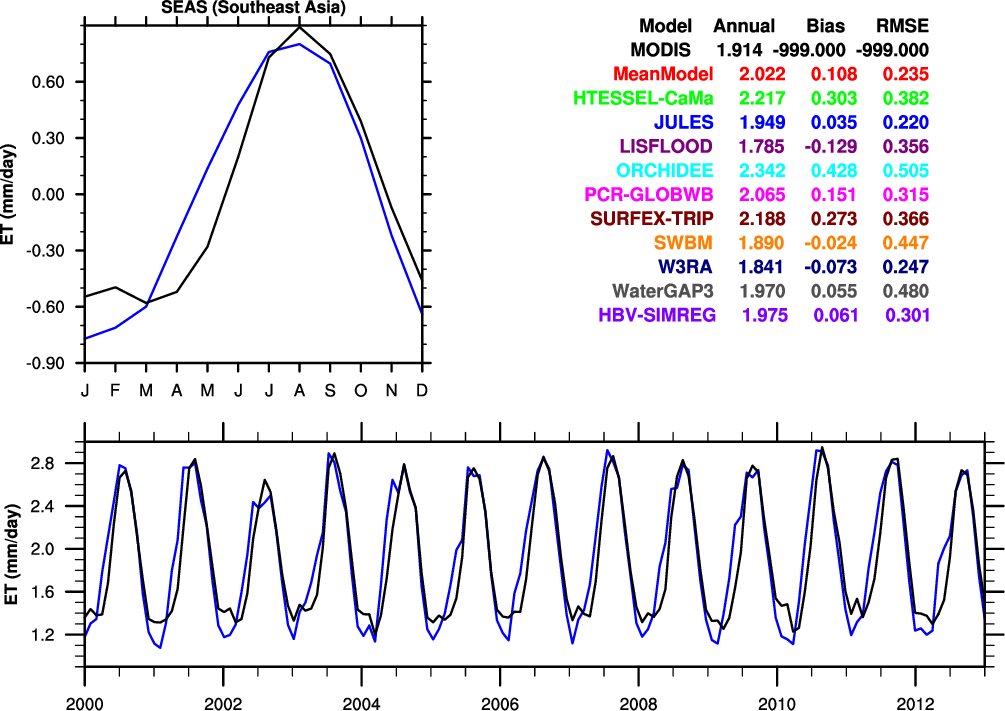 SEAS (Southeast Asia)
ET (mm/day)
0.60
0.30
0.00
-0.30
-0.60
-0.90
J F M A M J J A S O N D
Model Annual Bias RMSE
MODIS 1.914 -999.000 -999.000
MeanModel 2.022 0.108 0.235
HTESSEL-CaMa 2.217 0.303 0.382
JULES 1.949 0.035 0.220
LISFLOOD 1.785 -0.129 0.356
ORCHIDEE 2.342 0.428 0.505
PCR-GLOBWB 2.065 0.151 0.315
SURFEX-TRIP 2.188 0.273 0.366
SWBM 1.890 -0.024 0.447
W3RA 1.841 -0.073 0.247
WaterGAP3 1.970 0.055 0.480
HBV-SIMREG 1.975 0.061 0.301
ET (mm/day)
2.8
2.4
2.0
1.6
1.2
2000 2002 2004 2006 2008 2010 2012